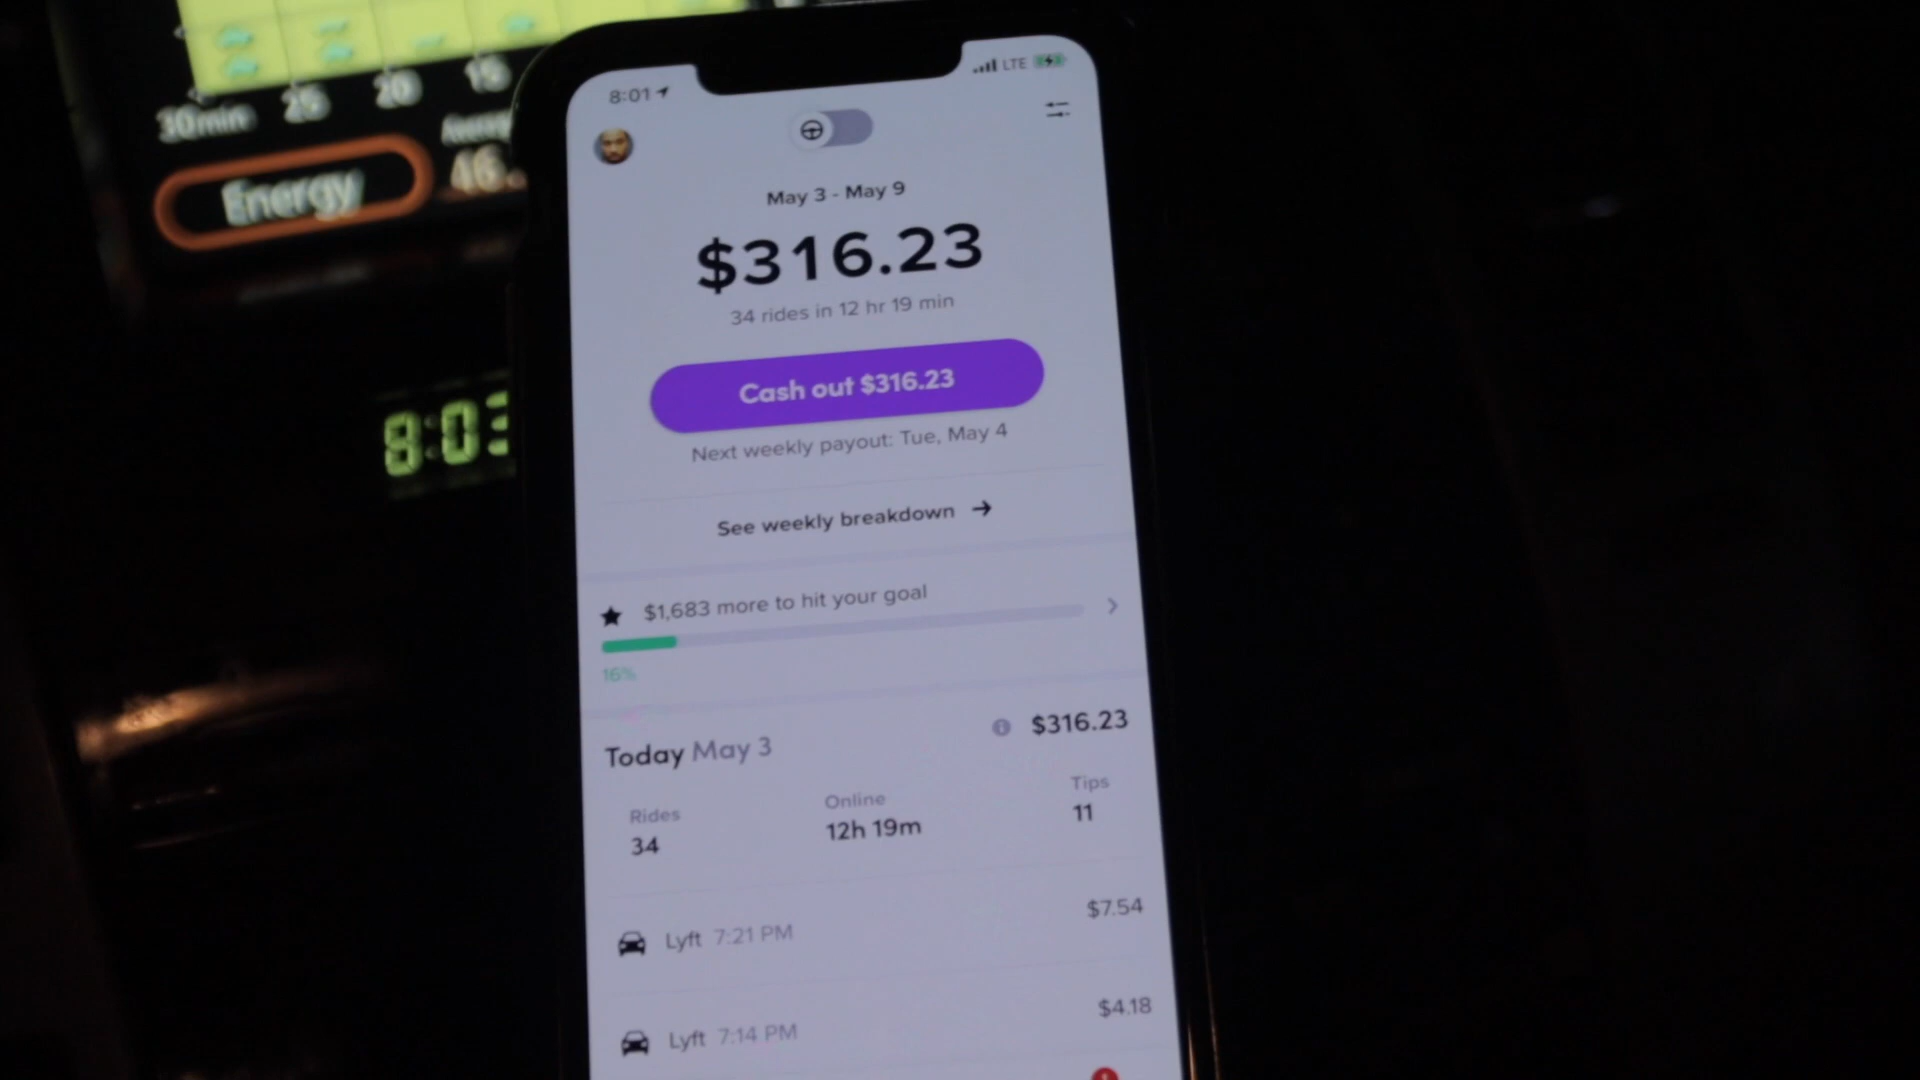 30min 25 20 15
Energy
46.
8:03
8:01 LTE
May 3 - May 9
$316.23
34 rides in 12 hr 19 min
Cash out $316.23
Next weekly payout: Tue, May 4
See weekly breakdown →
$1,683 more to hit your goal
16%
Today May 3 $316.23
Rides Online Tips
34 12h 19m 11
Lyft 7:21 PM $7.54
Lyft 7:14 PM $4.18